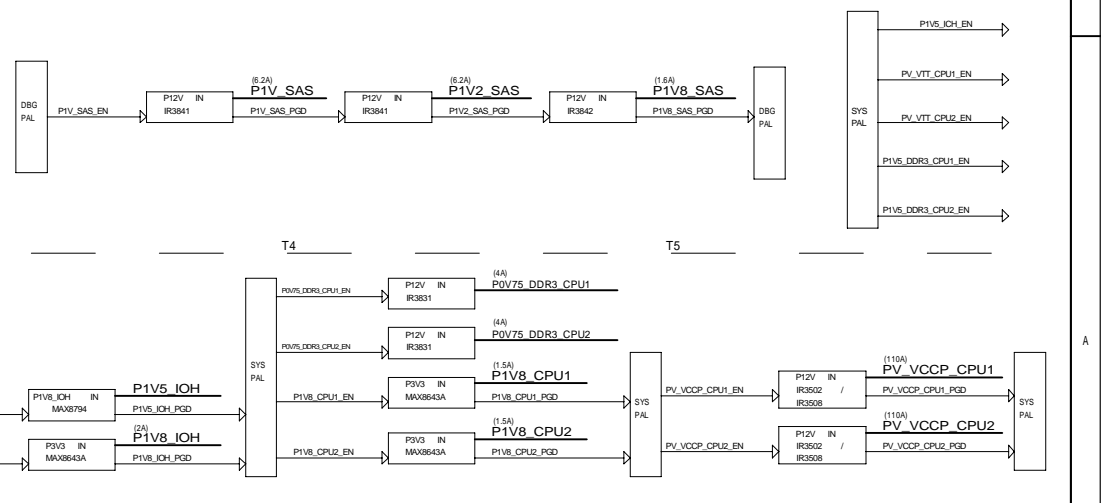 P1V5_ICH_EN
PV_VTT_CPU1_EN
PV_VTT_CPU2_EN
P1V5_DDR3_CPU1_EN
P1V5_DDR3_CPU2_EN
SYS
PAL
DBG
PAL
P1V_SAS_EN
P12V IN
IR3841
(6.2A)
P1V_SAS
P1V_SAS_PGD
P12V IN
IR3841
(6.2A)
P1V2_SAS
P1V2_SAS_PGD
P12V IN
IR3842
(1.6A)
P1V8_SAS
P1V8_SAS_PGD
DBG
PAL
T4
T5
A
P1V8_IOH IN
MAX8794
P1V5_IOH
P1V5_IOH_PGD
P3V3 IN
MAX8643A
(2A)
P1V8_IOH
P1V8_IOH_PGD
SYS
PAL
P0V75_DDR3_CPU1_EN
P12V IN
IR3831
(4A)
P0V75_DDR3_CPU1
P0V75_DDR3_CPU2_EN
P12V IN
IR3831
(4A)
P0V75_DDR3_CPU2
P1V8_CPU1_EN
P3V3 IN
MAX8643A
(1.5A)
P1V8_CPU1
P1V8_CPU1_PGD
P1V8_CPU2_EN
P3V3 IN
MAX8643A
(1.5A)
P1V8_CPU2
P1V8_CPU2_PGD
SYS
PAL
PV_VCCP_CPU1_EN
P12V IN
IR3502 /
IR3508
(110A)
PV_VCCP_CPU1
PV_VCCP_CPU1_PGD
PV_VCCP_CPU2_EN
P12V IN
IR3502 /
IR3508
(110A)
PV_VCCP_CPU2
PV_VCCP_CPU2_PGD
SYS
PAL